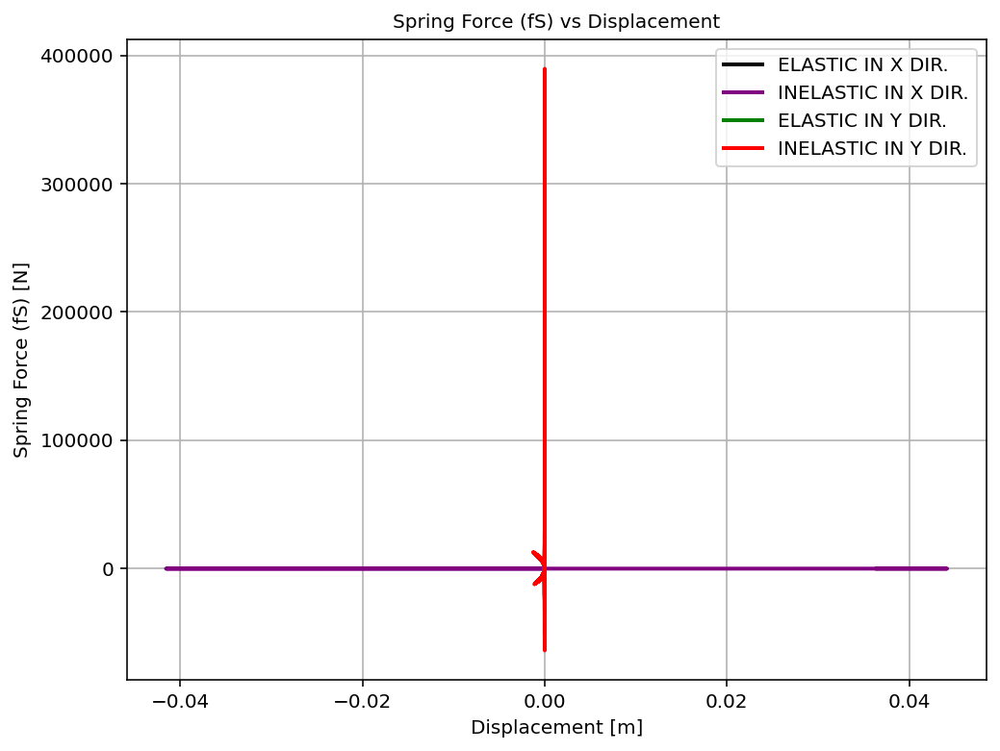 Spring Force (fS) vs Displacement
400000
300000
200000
100000
0
Spring Force (fS) [N]
ELASTIC IN X DIR.
INELASTIC IN X DIR.
ELASTIC IN Y DIR.
INELASTIC IN Y DIR.
−0.04
−0.02
0.00
0.02
0.04
Displacement [m]